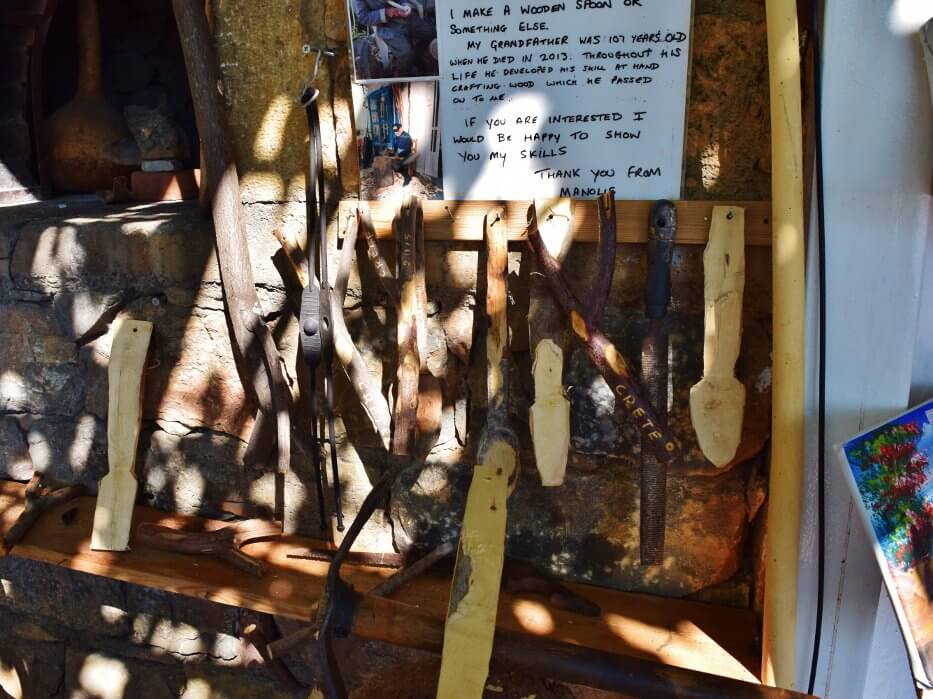 I MAKE A WOODEN SPOON OR
SOMETHING ELSE.
MY GRANDFATHER WAS 107 YEARS OLD
WHEN HE DIED IN 2013. THROUGHOUT HIS
LIFE HE DEVELOPED HIS SKILL AT HAND
CRAFTING WOOD WHICH HE PASSED
ON TO ME.
IF YOU ARE INTERESTED I
WOULD BE HAPPY TO SHOW
YOU MY SKILLS
THANK YOU FROM
MANOLIS
CRETE